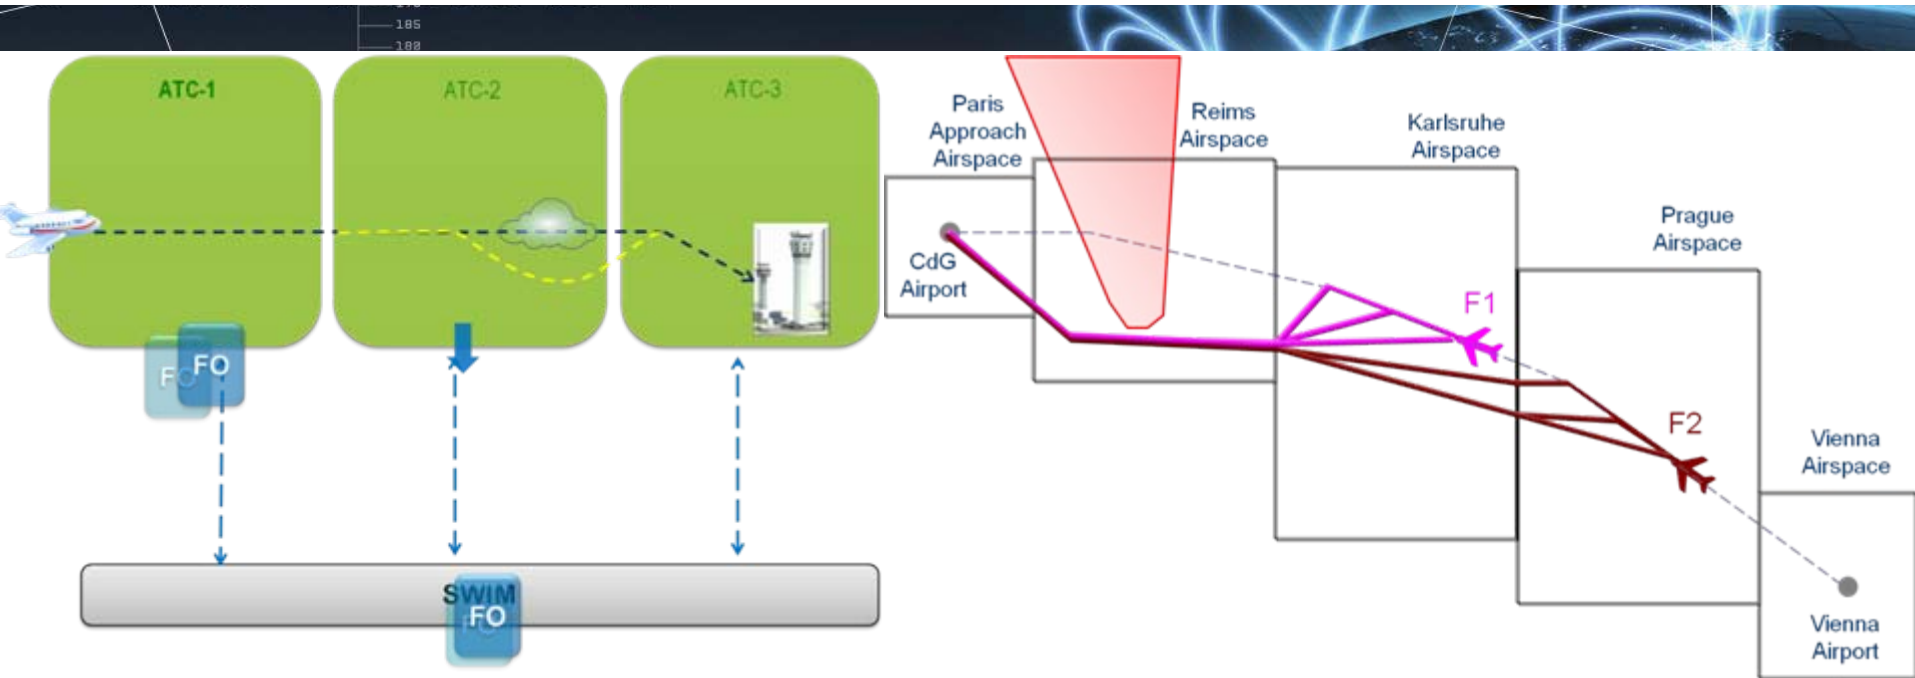 185
180
ATC-1
ATC-2
ATC-3
FO
FO
SWIM
FO
Paris
Approach
Airspace
Reims
Airspace
Karlsruhe
Airspace
Prague
Airspace
CdG
Airport
F1
F2
Vienna
Airspace
Vienna
Airport